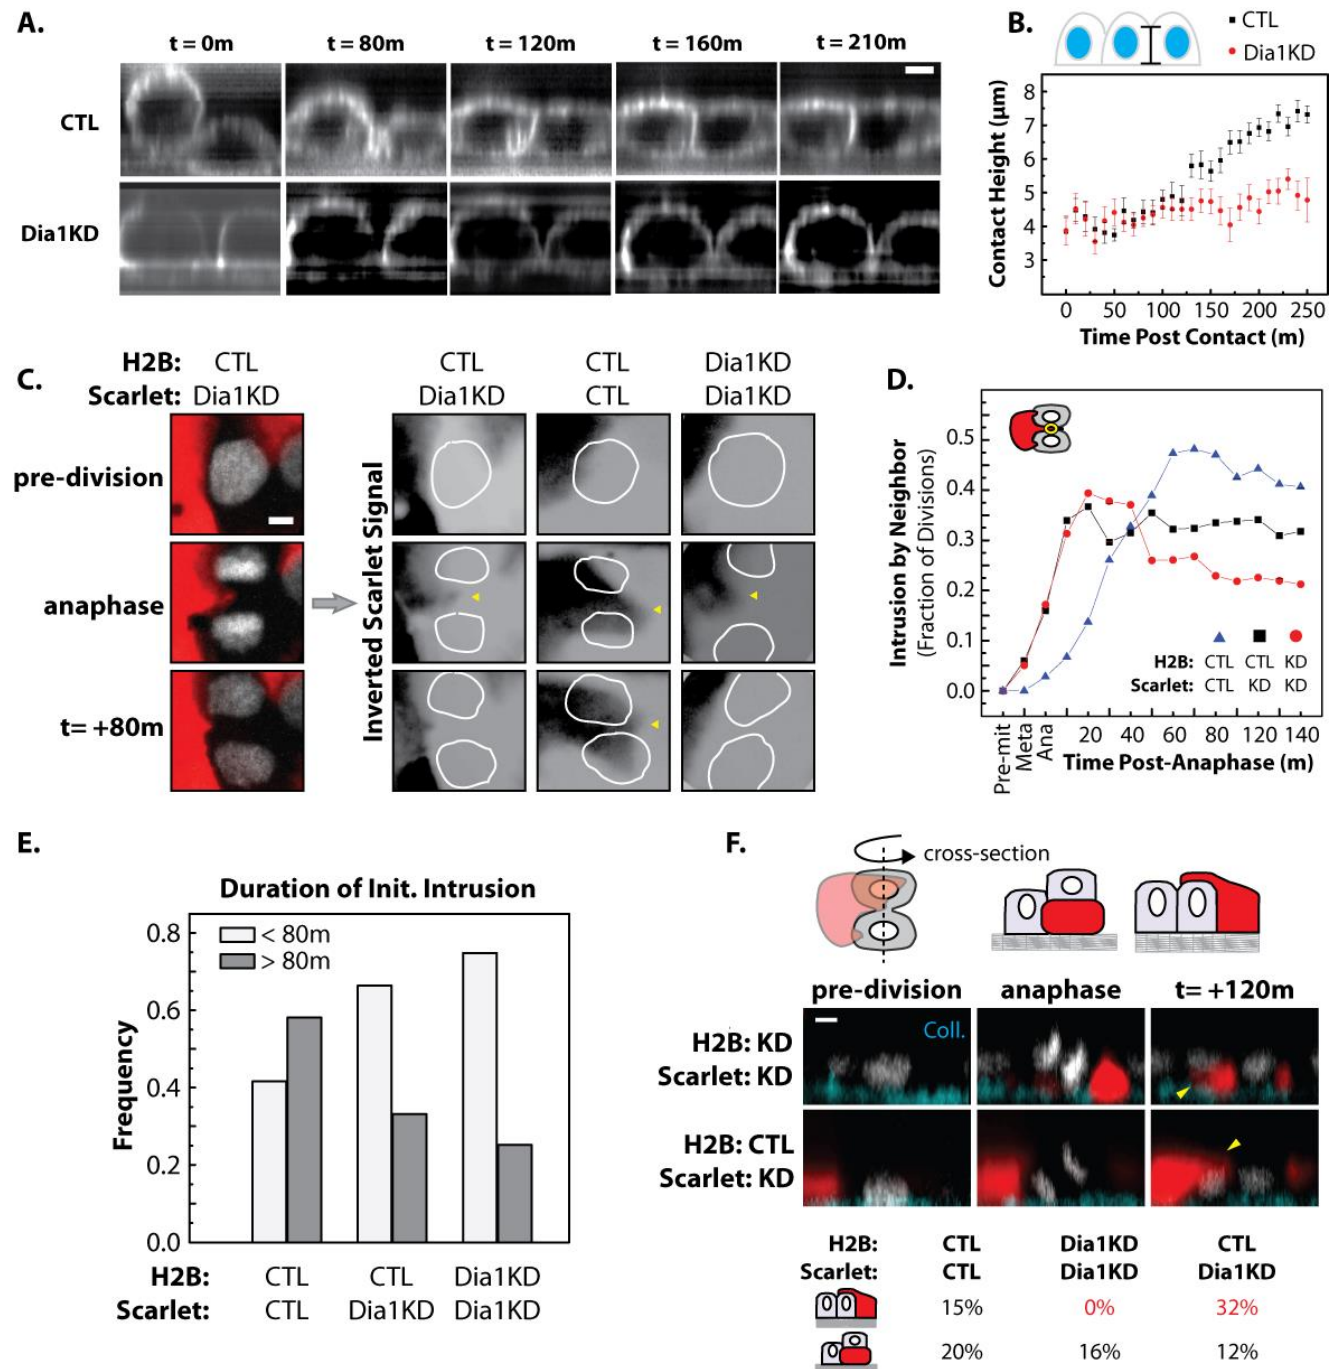 A.
t = 0m t = 80m t = 120m t = 160m t = 210m
CTL
Dia1KD
B.
CTL
Dia1KD
Contact Height (µm)
8
7
6
5
4
3
0 50 100 150 200 250
Time Post Contact (m)
C.
H2B: CTL CTL CTL Dia1KD
Scarlet: Dia1KD Dia1KD CTL Dia1KD
pre-division
anaphase
t= +80m
Inverted Scarlet Signal
D.
Intrusion by Neighbor
(Fraction of Divisions)
0.5
0.4
0.3
0.2
0.1
0.0
H2B: CTL CTL KD
Scarlet: CTL KD KD
Pre-mit
Meta
Ana
20 40 60 80 100 120 140
Time Post-Anaphase (m)
E.
Duration of Init. Intrusion
< 80m
> 80m
Frequency
0.8
0.6
0.4
0.2
0.0
H2B: CTL CTL Dia1KD
Scarlet: CTL Dia1KD Dia1KD
F.
cross-section
pre-division anaphase t= +120m
Coll.
H2B: KD
Scarlet: KD
H2B: CTL
Scarlet: KD
H2B: CTL Dia1KD CTL
Scarlet: CTL Dia1KD Dia1KD
15% 0% 32%
20% 16% 12%